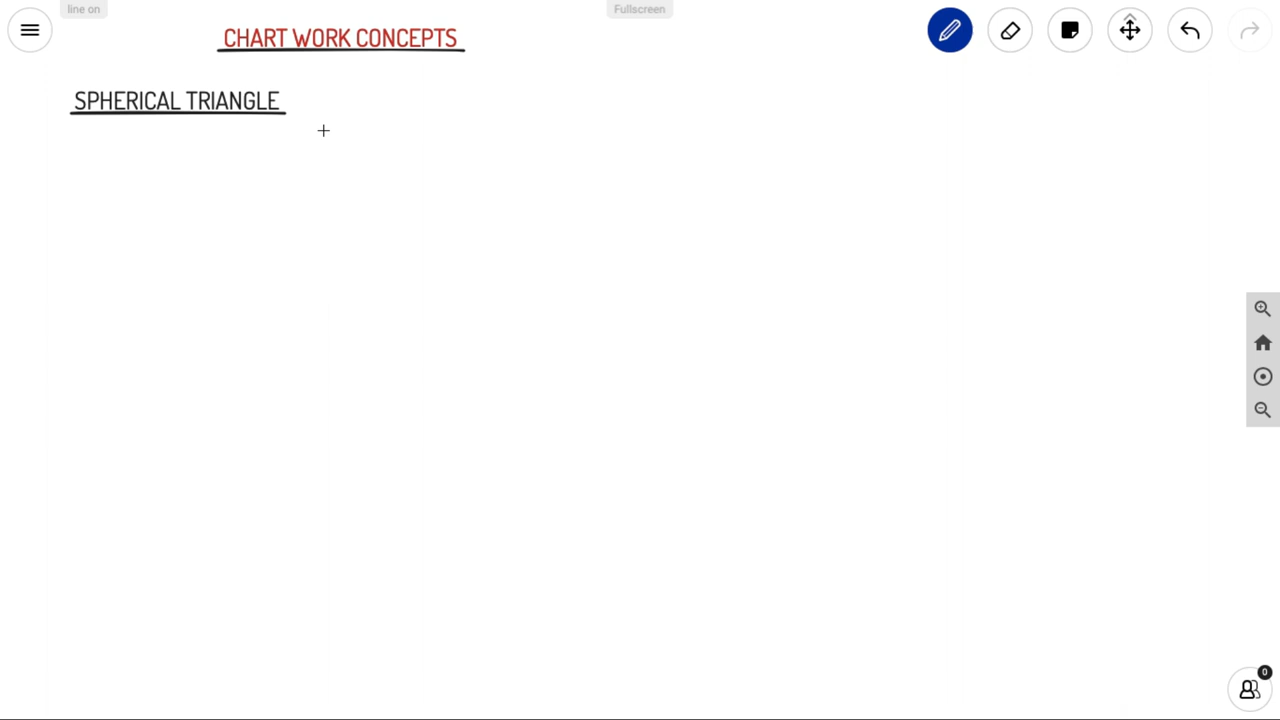 line on
Fullscreen
CHART WORK CONCEPTS
SPHERICAL TRIANGLE
0